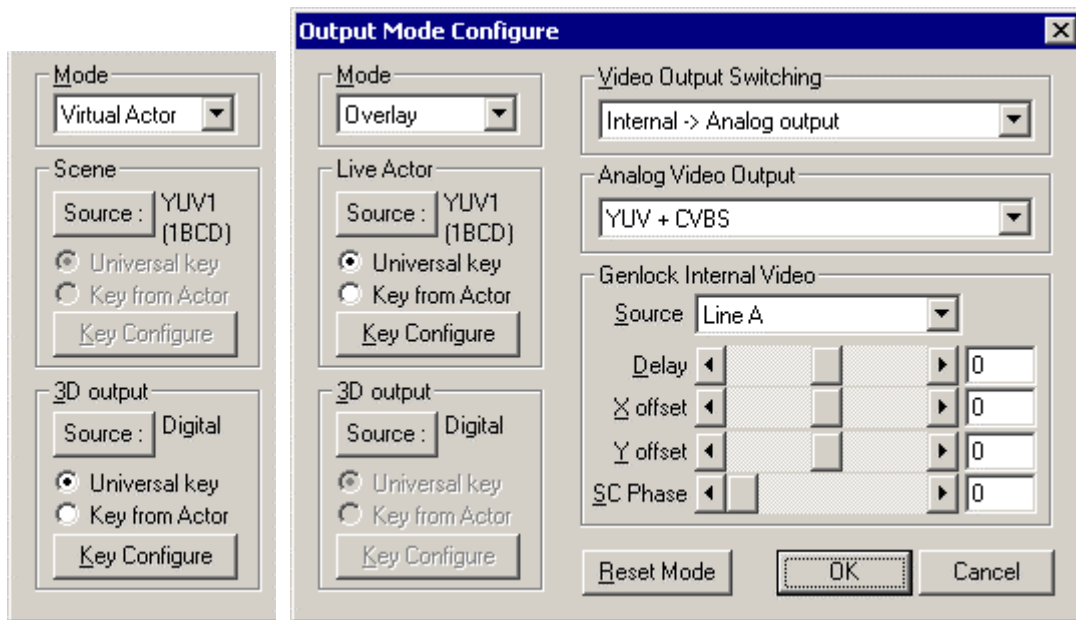 Mode
Virtual Actor
Scene
Source :
YUV1
(1BCD)
Universal key
Key from Actor
Key Configure
3D output
Source :
Digital
Universal key
Key from Actor
Key Configure
Output Mode Configure
Mode
Overlay
Live Actor
Source :
YUV1
(1BCD)
Universal key
Key from Actor
Key Configure
3D output
Source :
Digital
Universal key
Key from Actor
Key Configure
Video Output Switching
Internal -> Analog output
Analog Video Output
YUV + CVBS
Genlock Internal Video
Source Line A
Delay 0
X offset 0
Y offset 0
SC Phase 0
Reset Mode OK Cancel